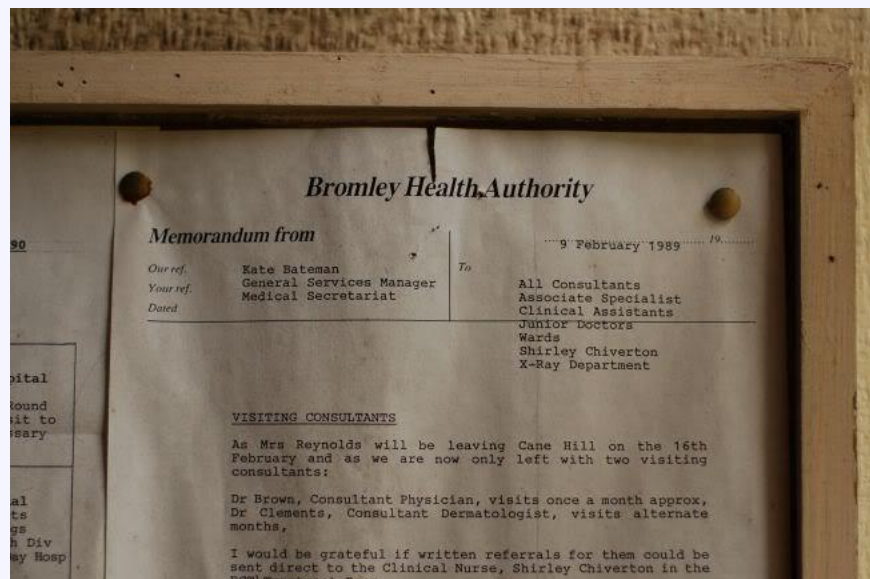 Bromley Health Authority
Memorandum from
9 February 1989 19
Our ref.
Your ref.
Dated
Kate Bateman
General Services Manager
Medical Secretariat
To
All Consultants
Associate Specialist
Clinical Assistants
Junior Doctors
Wards
Shirley Chiverton
X-Ray Department
VISITING CONSULTANTS
As Mrs Reynolds will be leaving Cane Hill on the 16th
February and as we are now only left with two visiting
consultants:
Dr Brown, Consultant Physician, visits once a month approx,
Dr Clements, Consultant Dermatologist, visits alternate
months,
I would be grateful if written referrals for them could be
sent direct to the Clinical Nurse, Shirley Chiverton in the
90
pital
Round
sit to
ssary
al
ts
gs
h Div
Day Hosp